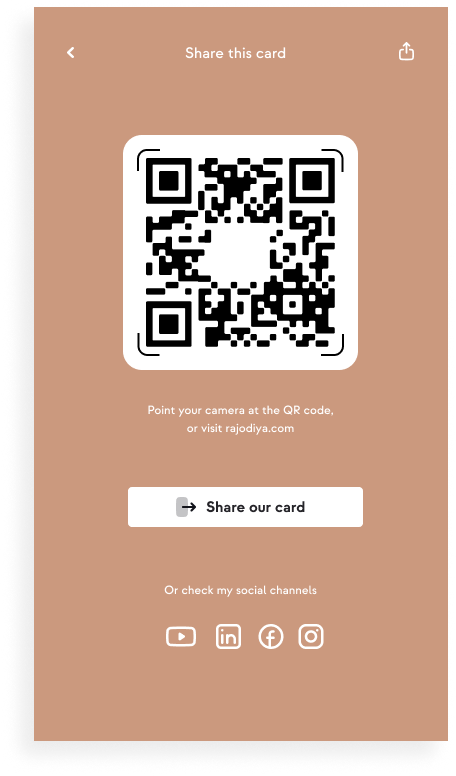 Share this card
Point your camera at the QR code,
or visit rajodiya.com
Share our card
Or check my social channels
in